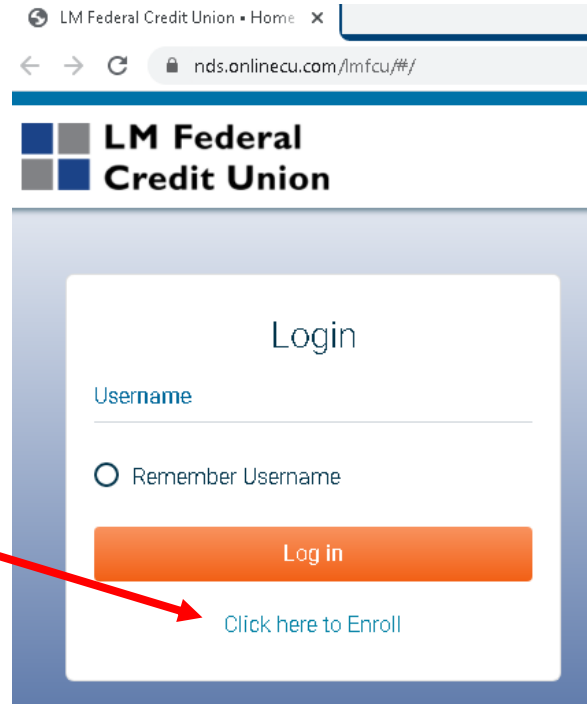 LM Federal Credit Union • Home
nds.onlinecu.com/lmfcu/#/
LM Federal
Credit Union
Login
Username
Remember Username
Log in
Click here to Enroll